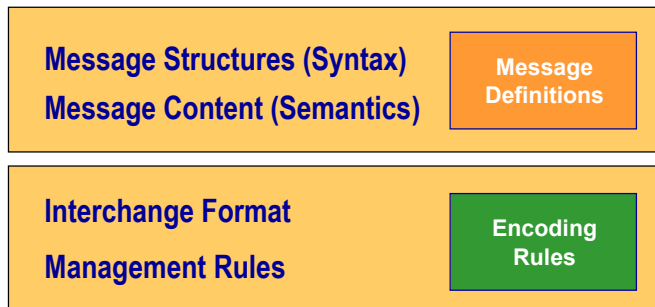 Message Structures (Syntax)
Message Content (Semantics)
Message
Definitions
Interchange Format
Management Rules
Encoding
Rules